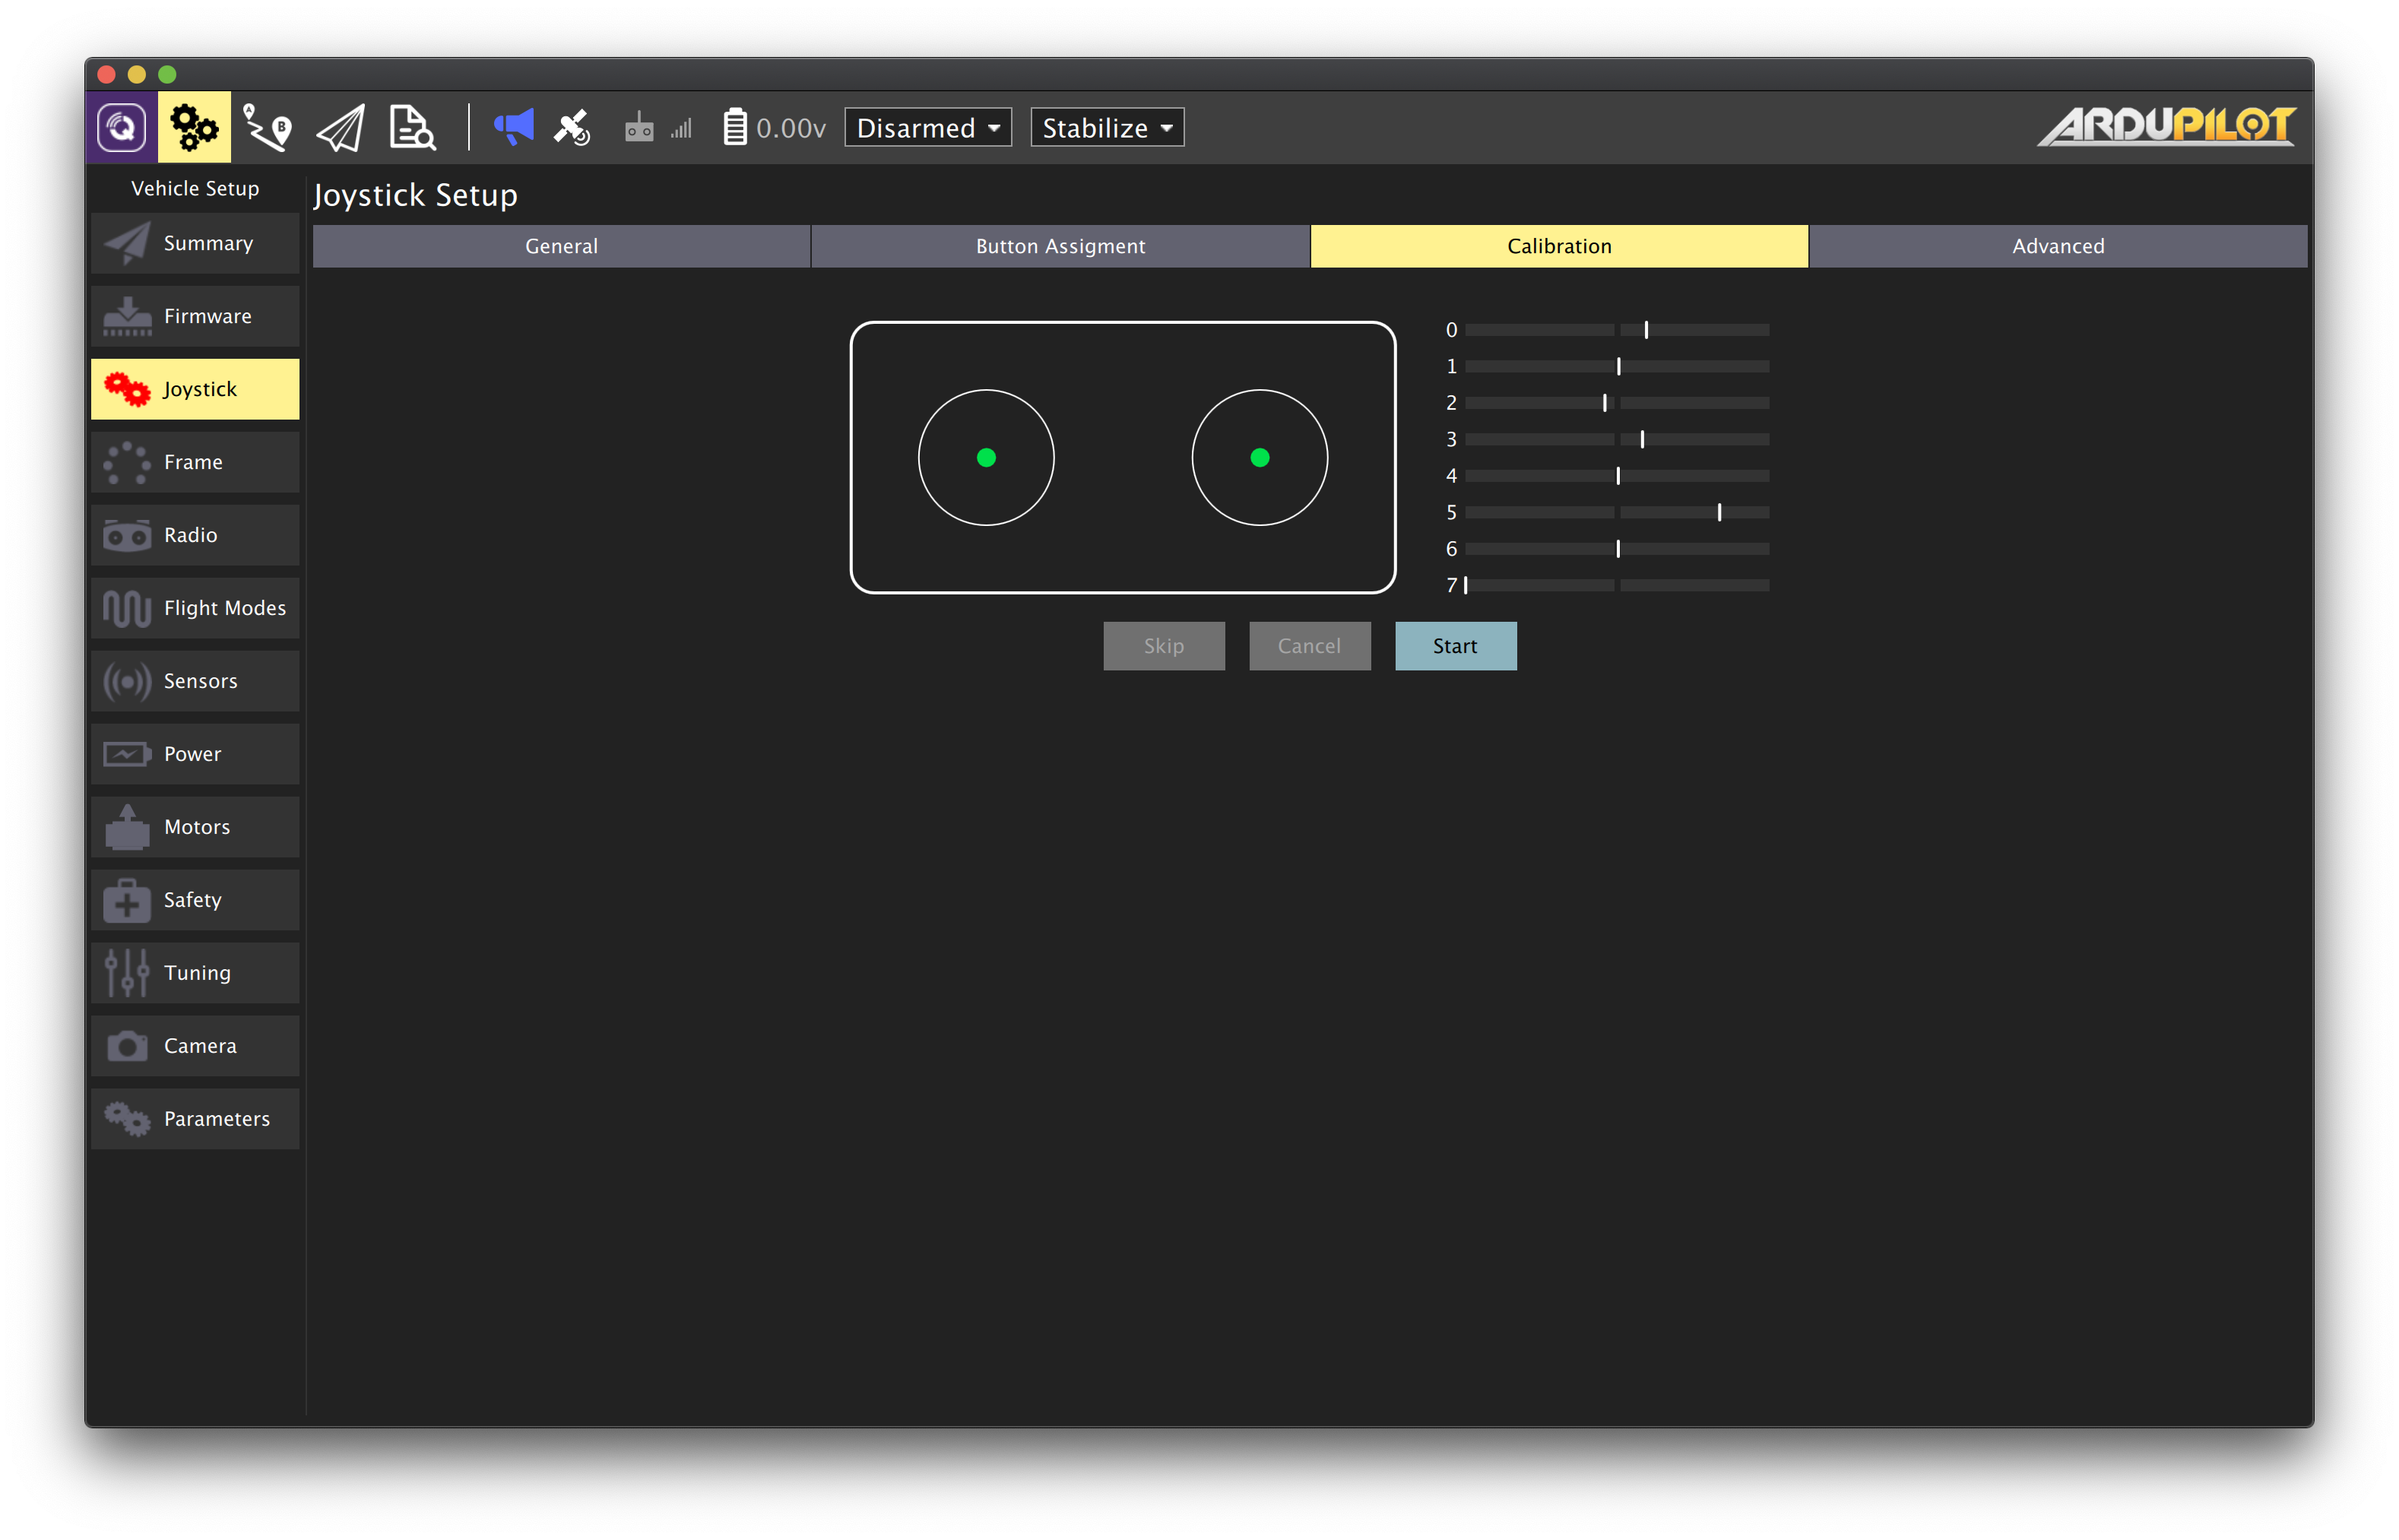 A
B
0.00v
Disarmed
Stabilize
ARDUPILOT
Vehicle Setup
Summary
Firmware
Joystick
Frame
Radio
Flight Modes
Sensors
Power
Motors
Safety
Tuning
Camera
Parameters
Joystick Setup
General
Button Assigment
Calibration
Advanced
0
1
2
3
4
5
6
7
Skip
Cancel
Start